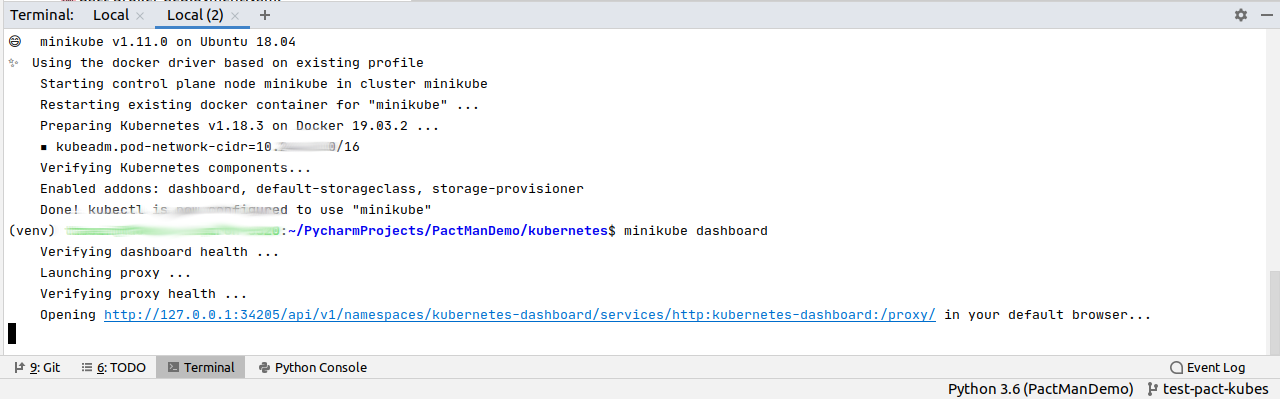 Terminal: Local × Local (2) × +
minikube v1.11.0 on Ubuntu 18.04
Using the docker driver based on existing profile
Starting control plane node minikube in cluster minikube
Restarting existing docker container for "minikube" ...
Preparing Kubernetes v1.18.3 on Docker 19.03.2 ...
▪ kubeadm.pod-network-cidr=10. 0/16
Verifying Kubernetes components...
Enabled addons: dashboard, default-storageclass, storage-provisioner
Done! kubectl is now configured to use "minikube"
(venv) :~/PycharmProjects/PactManDemo/kubernetes$ minikube dashboard
Verifying dashboard health ...
Launching proxy ...
Verifying proxy health ...
Opening http://127.0.0.1:34205/api/v1/namespaces/kubernetes-dashboard/services/http:kubernetes-dashboard:/proxy/ in your default browser...
9: Git 6: TODO Terminal Python Console Event Log
Python 3.6 (PactManDemo) test-pact-kubes